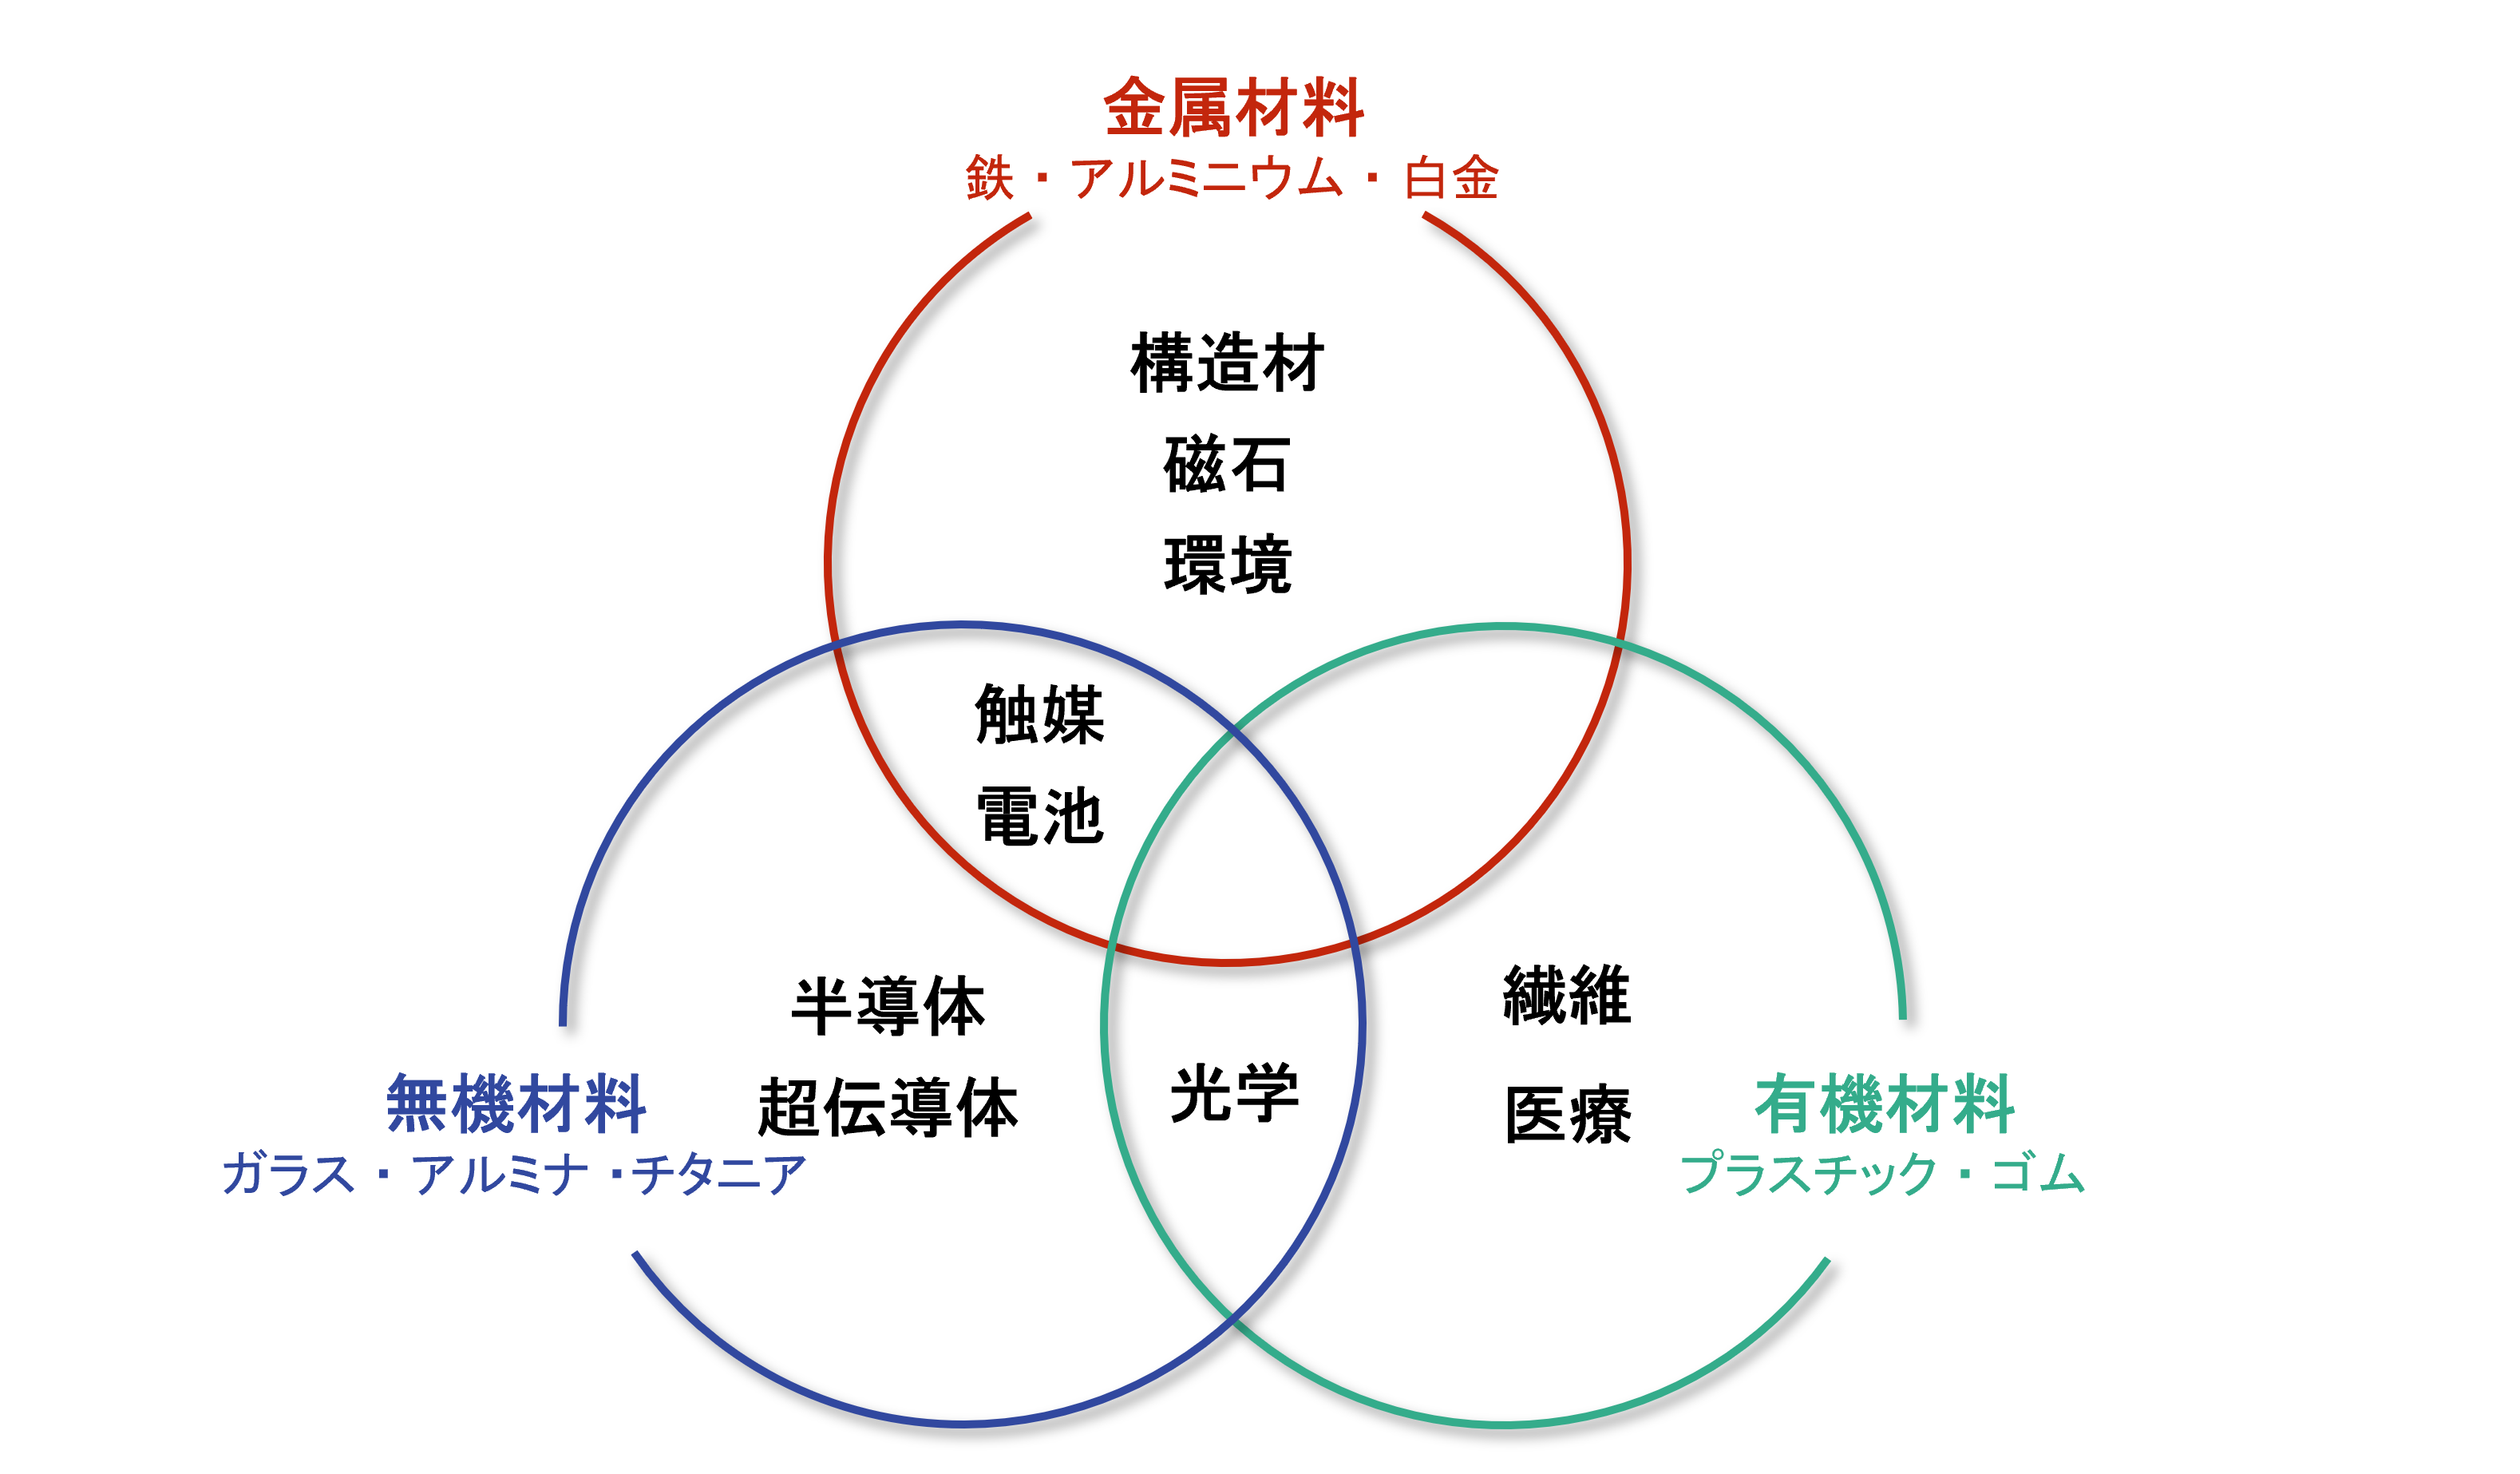 金属材料
鉄・アルミニウム・白金
構造材
磁石
環境
触媒
電池
半導体
超伝導体
光学
繊維
医療
無機材料
ガラス・アルミナ・チタニア
有機材料
プラスチック・ゴム